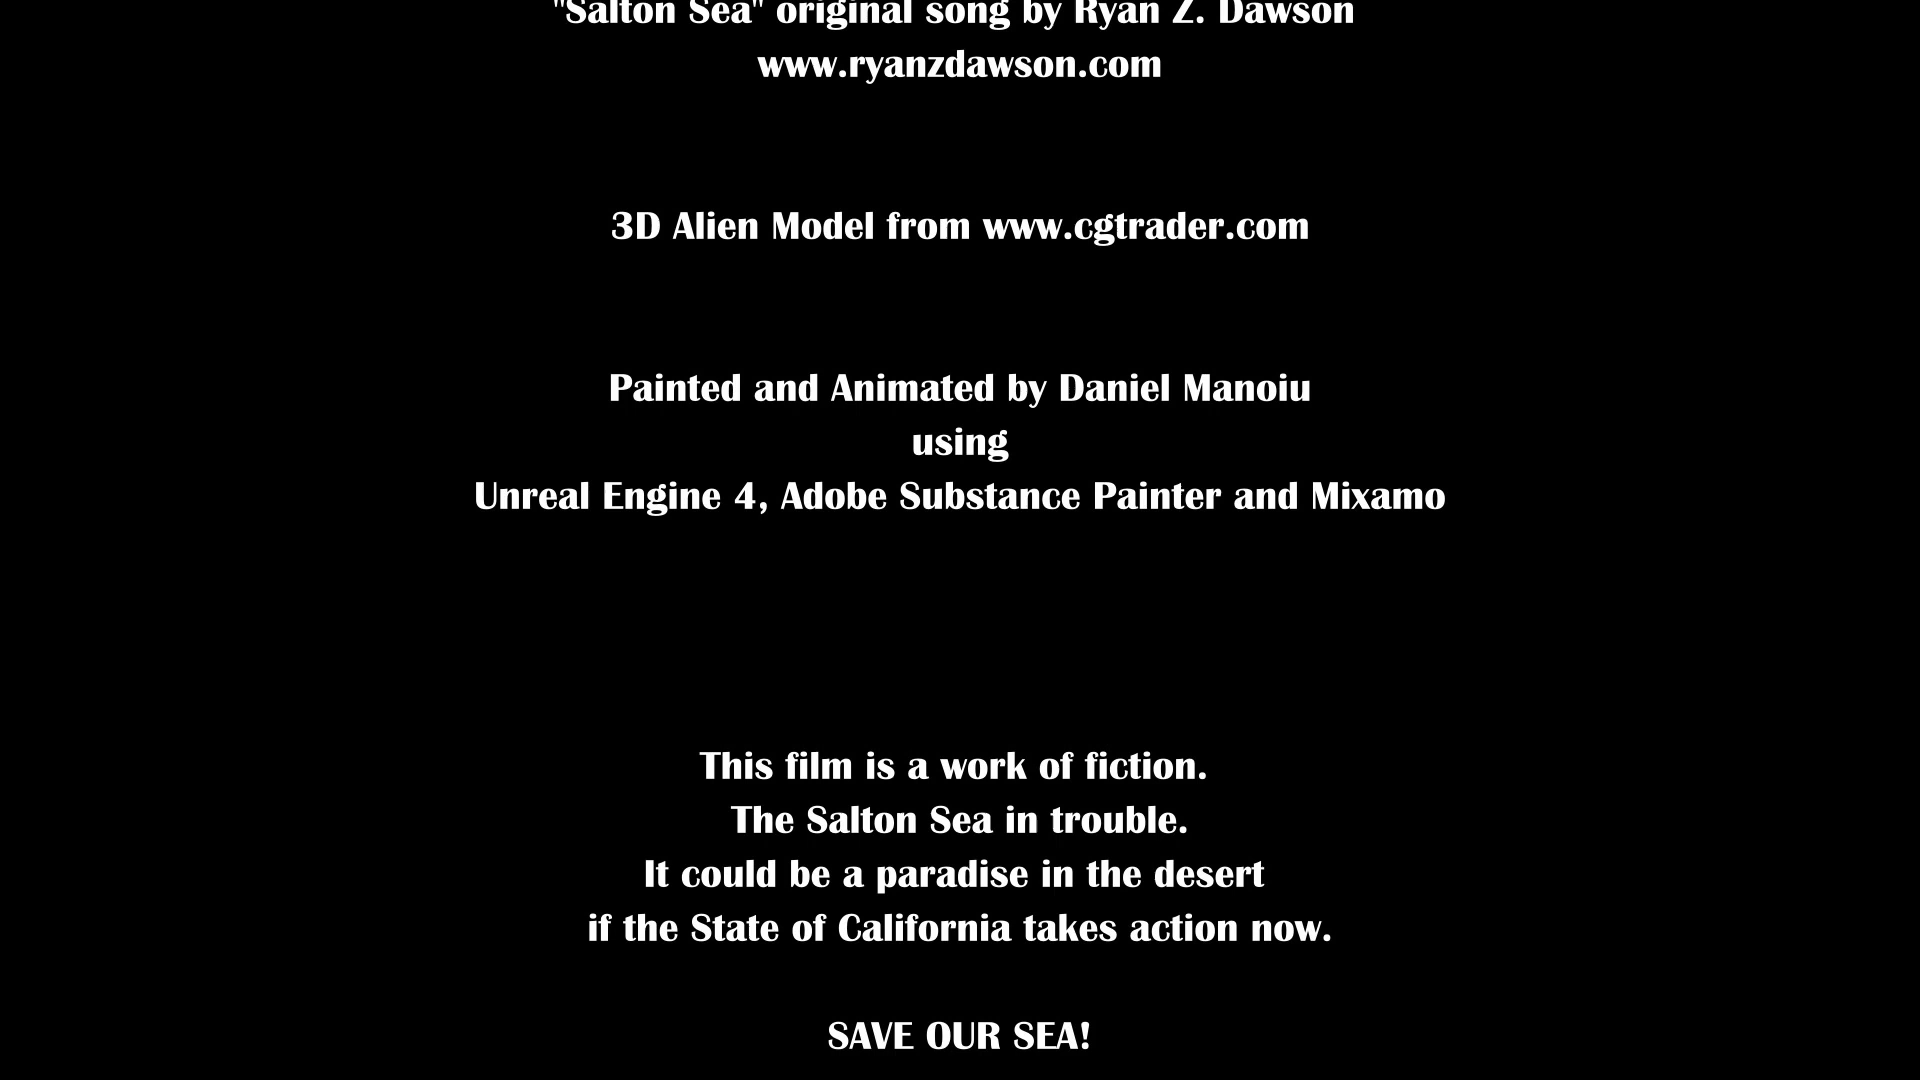 "Salton Sea" original song by Ryan Z. Dawson
www.ryanzdawson.com
3D Alien Model from www.cgtrader.com
Painted and Animated by Daniel Manoiu
using
Unreal Engine 4, Adobe Substance Painter and Mixamo
This film is a work of fiction.
The Salton Sea in trouble.
It could be a paradise in the desert
if the State of California takes action now.
SAVE OUR SEA!